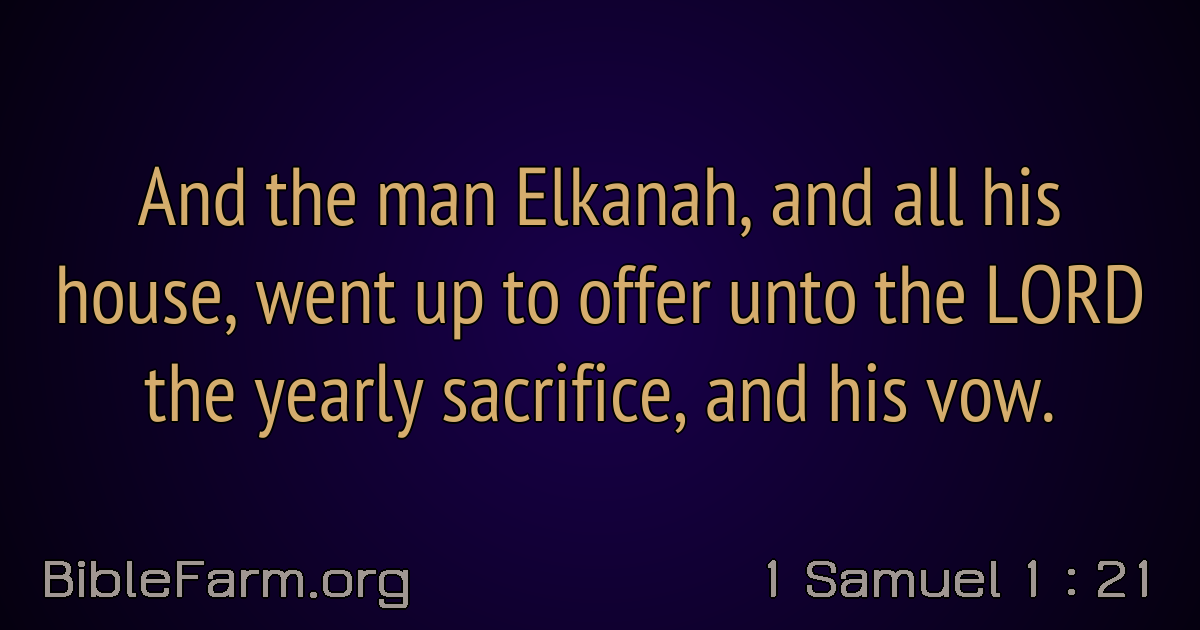 And the man Elkanah, and all his
house, went up to offer unto the LORD
the yearly sacrifice, and his vow.
BibleFarm.org
1 Samuel 1 : 21